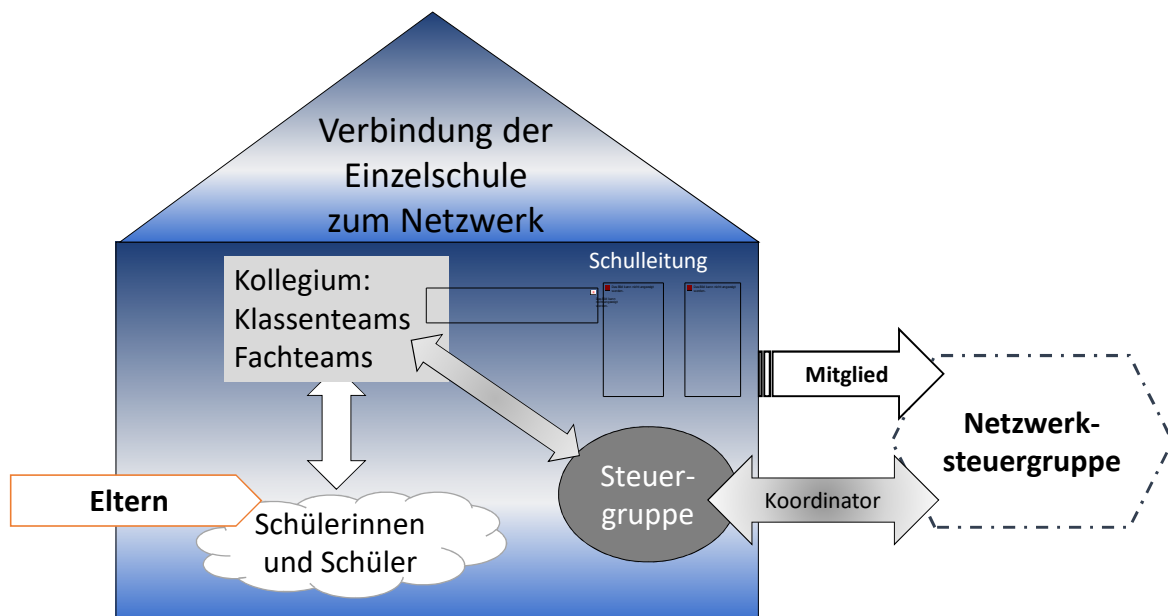 Verbindung der
Einzelschule
zum Netzwerk
Schulleitung
Kollegium:
Klassenteams
Fachteams
Mitglied
Netzwerk-
steuergruppe
Steuer-
gruppe
Koordinator
Eltern
Schülerinnen
und Schüler